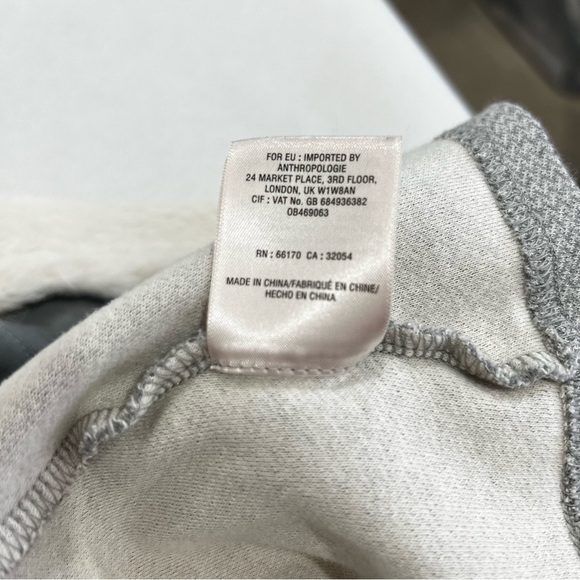 FOR EU : IMPORTED BY
ANTHROPOLOGIE
24 MARKET PLACE, 3RD FLOOR,
LONDON, UK W1W8AN
CIF : VAT No. GB 684936382
OB469063
RN : 66170 CA : 32054
MADE IN CHINA/FABRIQUÉ EN CHINE/
HECHO EN CHINA